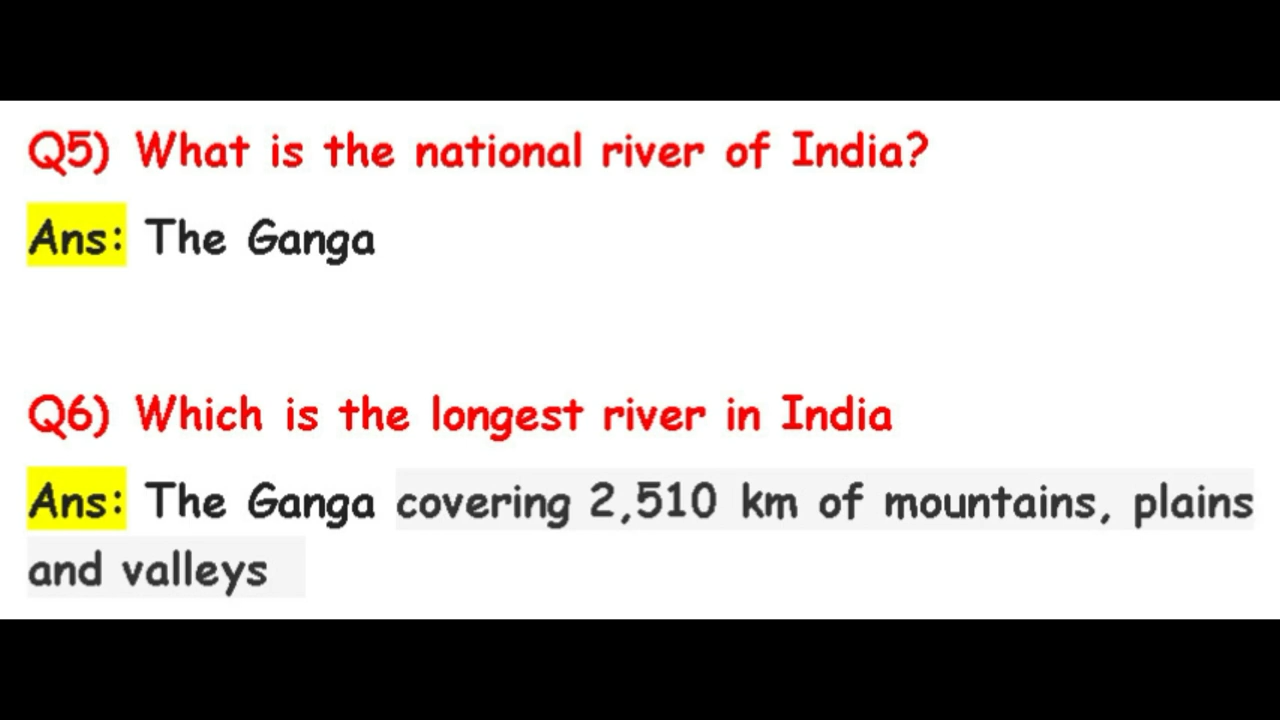 Q5) What is the national river of India?
Ans: The Ganga
Q6) Which is the longest river in India
Ans: The Ganga covering 2,510 km of mountains, plains
and valleys